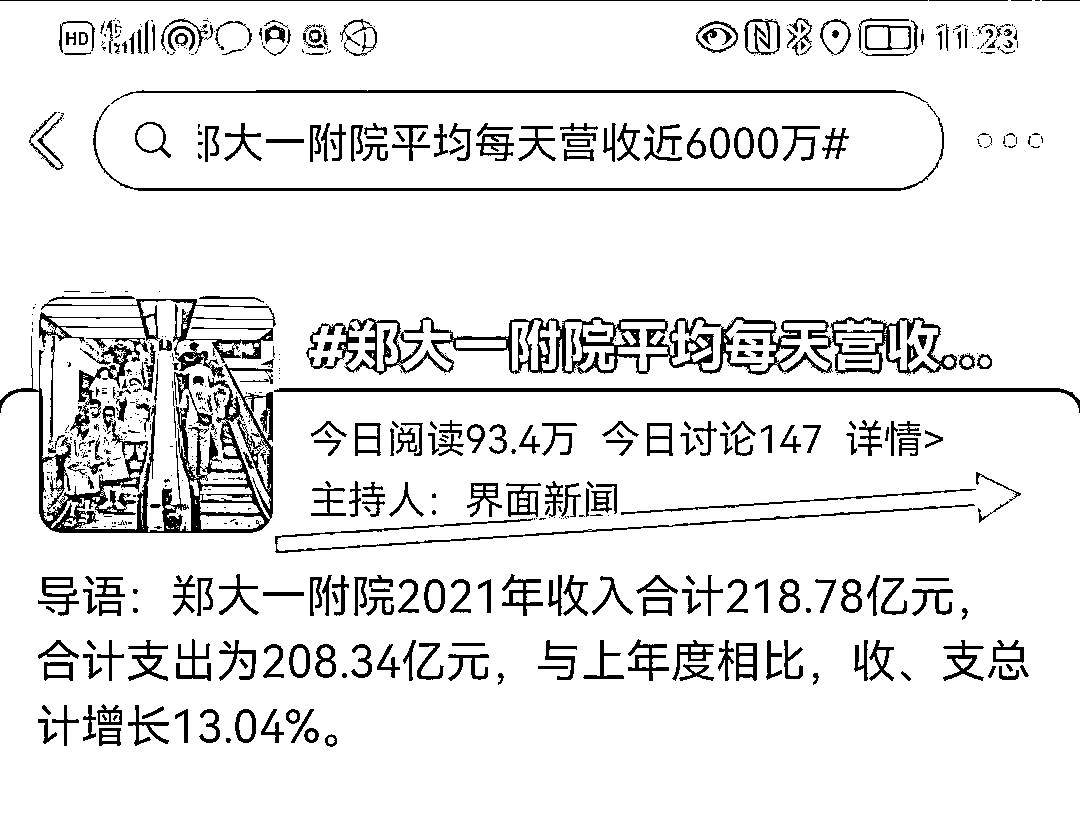 HD 11:23
郑大一附院平均每天营收近6000万#
#郑大一附院平均每天营收...
今日阅读93.4万 今日讨论147 详情>
主持人：界面新闻
导语：郑大一附院2021年收入合计218.78亿元，
合计支出为208.34亿元，与上年度相比，收、支总
计增长13.04%。